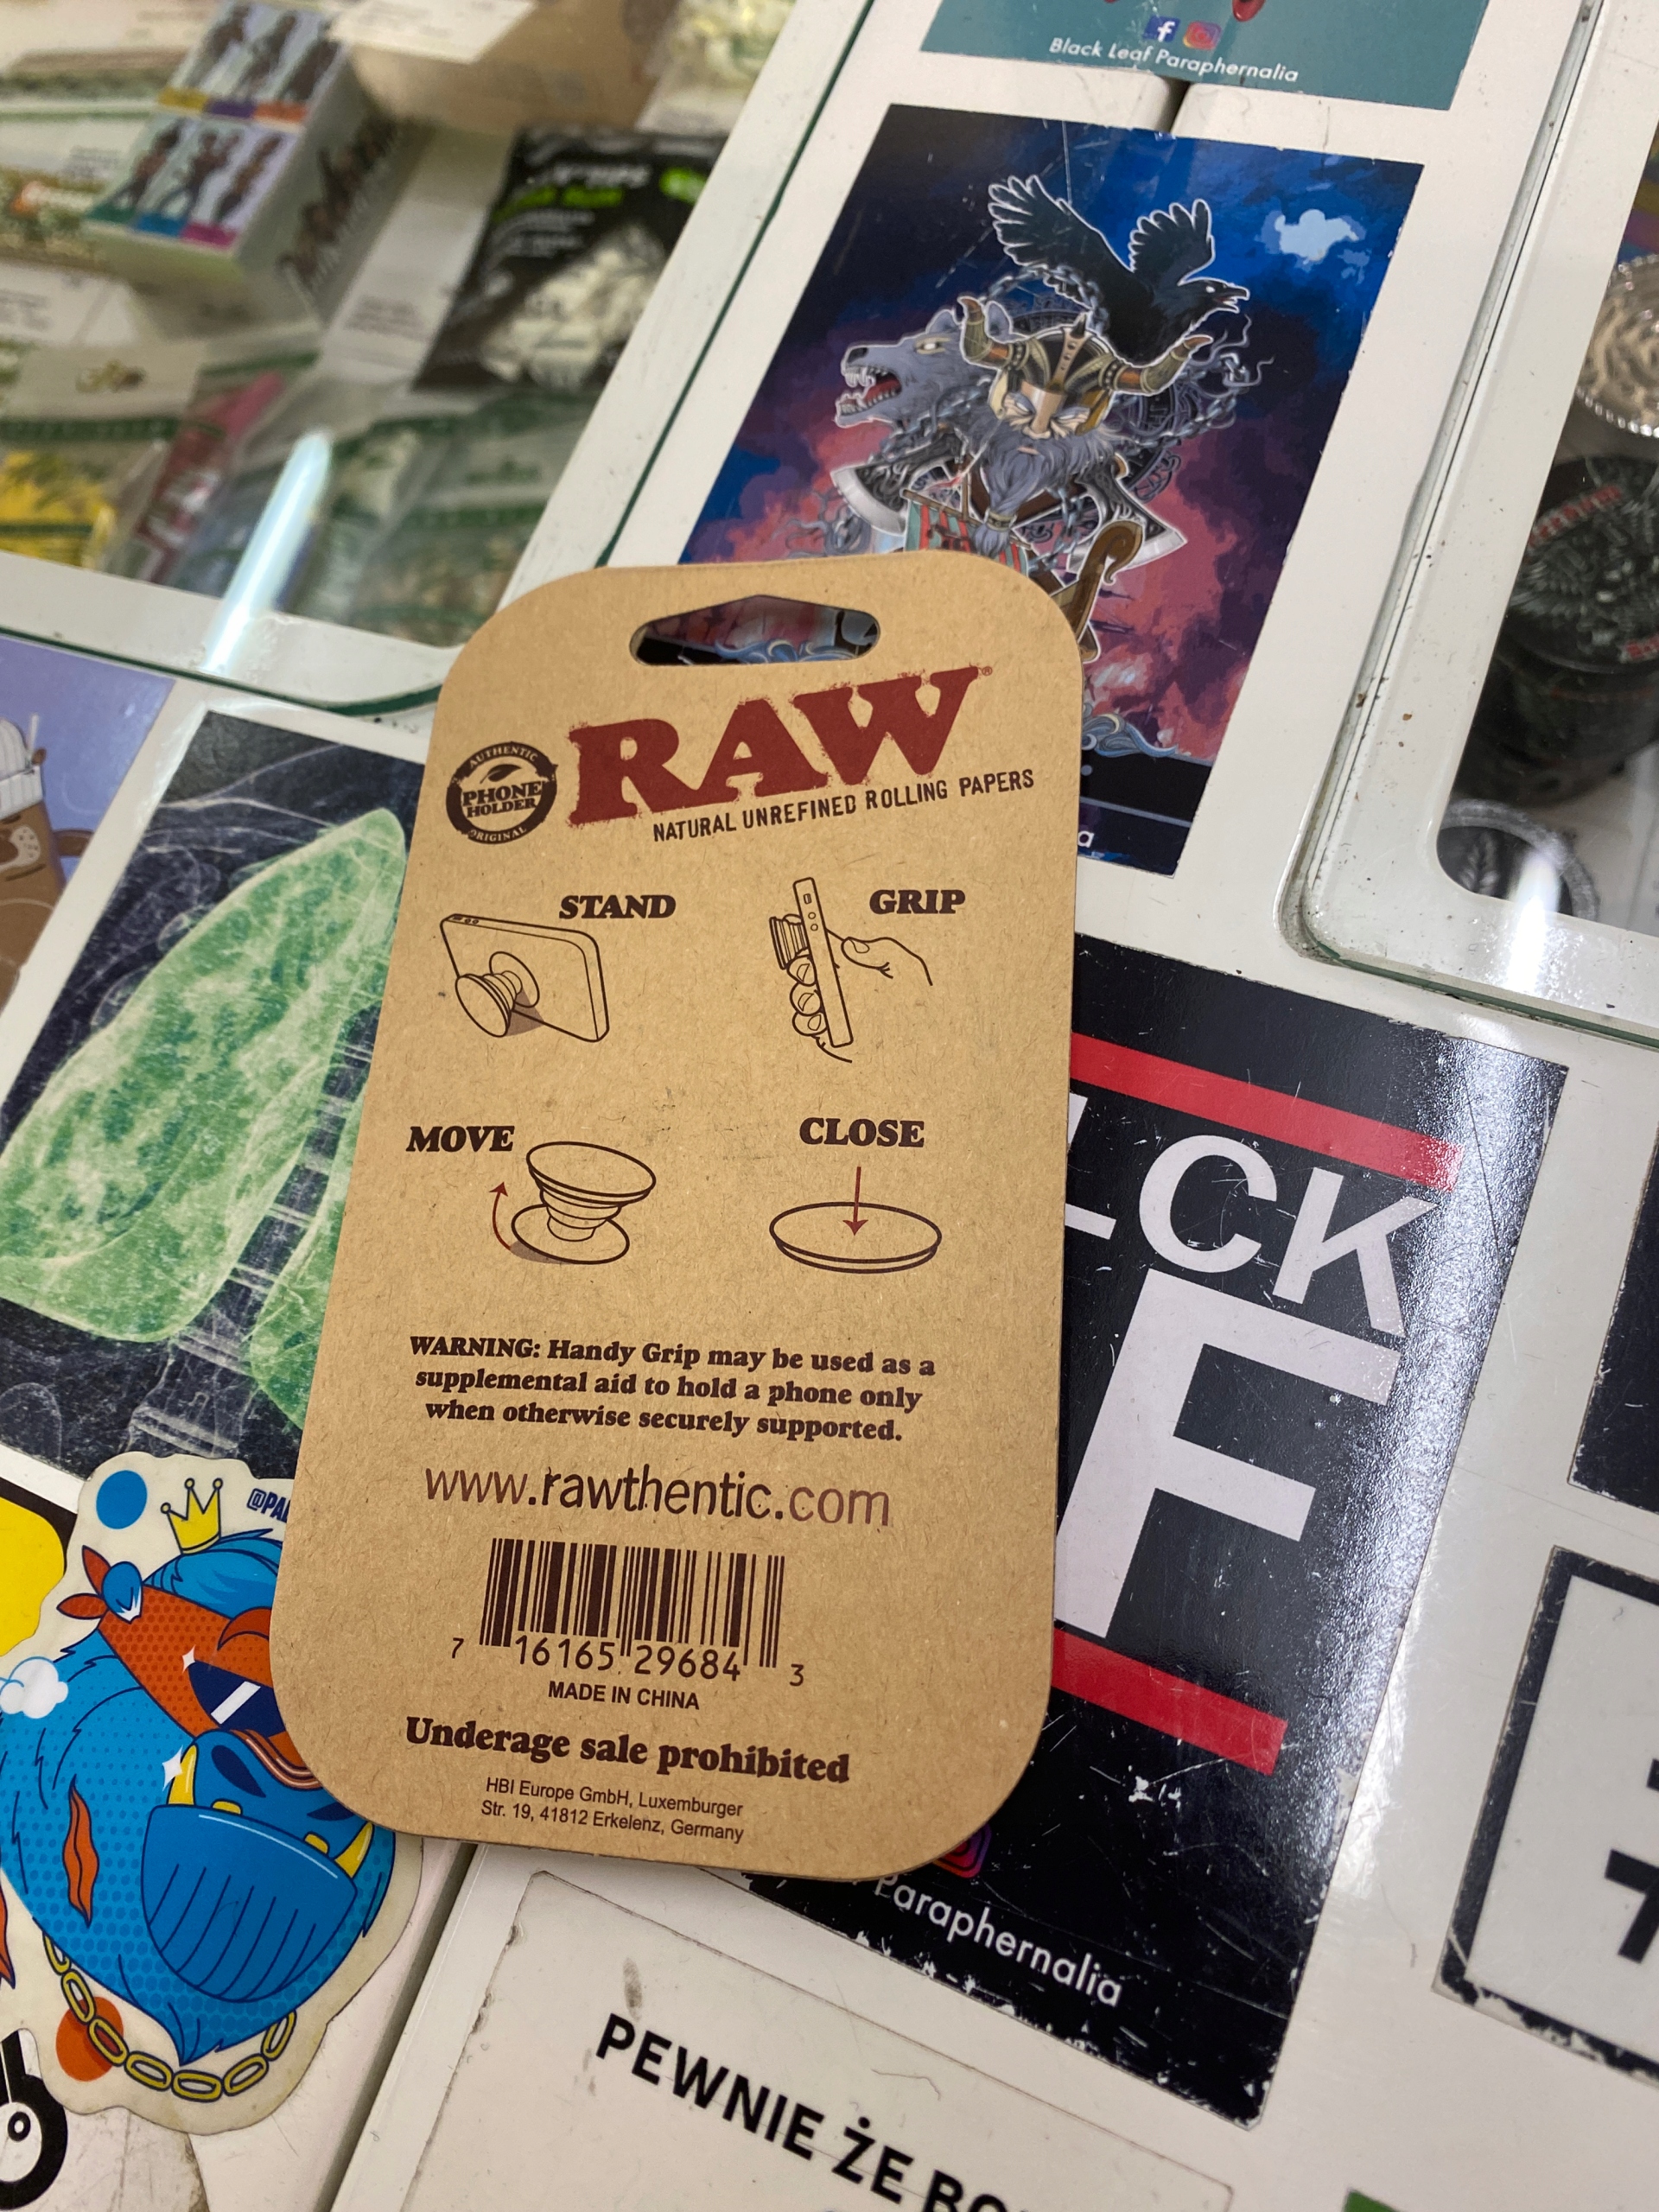 Black Leaf Paraphernalia
RAW®
AUTHENTIC
PHONE
HOLDER
ORIGINAL
NATURAL UNREFINED ROLLING PAPERS
STAND
GRIP
MOVE
CLOSE
WARNING: Handy Grip may be used as a
supplemental aid to hold a phone only
when otherwise securely supported.
www.rawthentic.com
7 16165 29684 3
MADE IN CHINA
Underage sale prohibited
HBI Europe GmbH, Luxemburger
Str. 19, 41812 Erkelenz, Germany
CK
F
Paraphernalia
PEWNIE ŻE